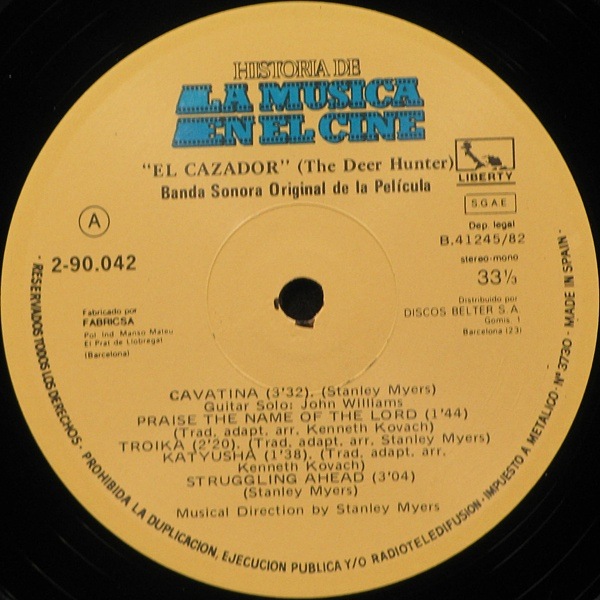 HISTORIA DE
LA MUSICA
EN EL CINE
"EL CAZADOR" (The Deer Hunter)
Banda Sonora Original de la Película
LIBERTY
A
S.G.A.E.
Dep. legal
B.41245/82
2-90.042
stereo-mono
33⅓
Fabricado por
FABRICSA
Pol. Ind. Manso Mateu
El Prat de Llobregat
(Barcelona)
Distribuido por
DISCOS BELTER S.A.
Gomis, 1
Barcelona (23)
CAVATINA (3'32). (Stanley Myers)
Guitar Solo: John Williams
PRAISE THE NAME OF THE LORD (1'44)
(Trad. adapt. arr. Kenneth Kovach)
TROIKA (2'20). (Trad. adapt. arr. Stanley Myers)
KATYUSHA (1'38). (Trad. adapt. arr.
Kenneth Kovach)
STRUGGLING AHEAD (3'04)
(Stanley Myers)
Musical Direction by Stanley Myers
· RESERVADOS TODOS LOS DERECHOS · PROHIBIDA LA DUPLICACION, EJECUCION PUBLICA Y/O RADIOTELEDIFUSION · IMPUESTO A METALICO · Nº 3730 · MADE IN SPAIN ·